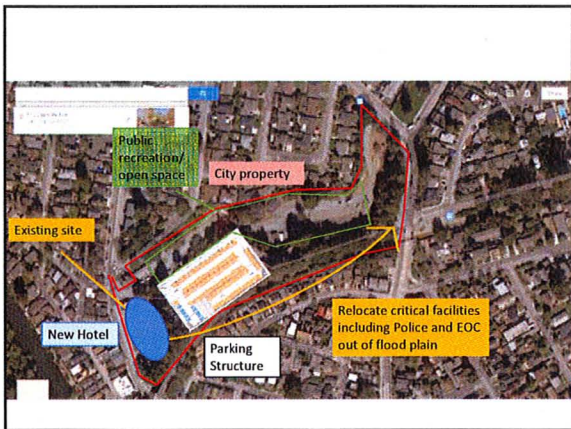 Public
recreation/
open space
City property
Existing site
New Hotel
Parking
Structure
Relocate critical facilities
including Police and EOC
out of flood plain